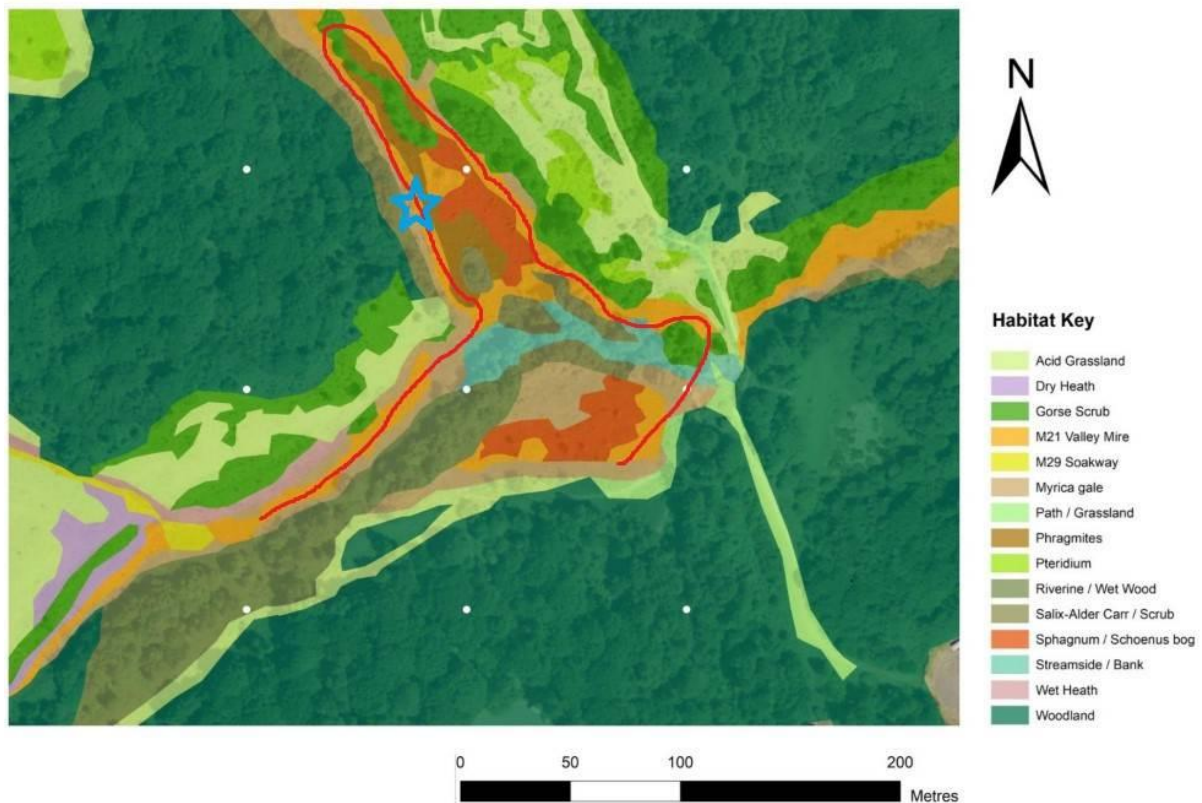 N
Habitat Key
Acid Grassland
Dry Heath
Gorse Scrub
M21 Valley Mire
M29 Soakway
Myrica gale
Path / Grassland
Phragmites
Pteridium
Riverine / Wet Wood
Salix-Alder Carr / Scrub
Sphagnum / Schoenus bog
Streamside / Bank
Wet Heath
Woodland
0 50 100 200
Metres